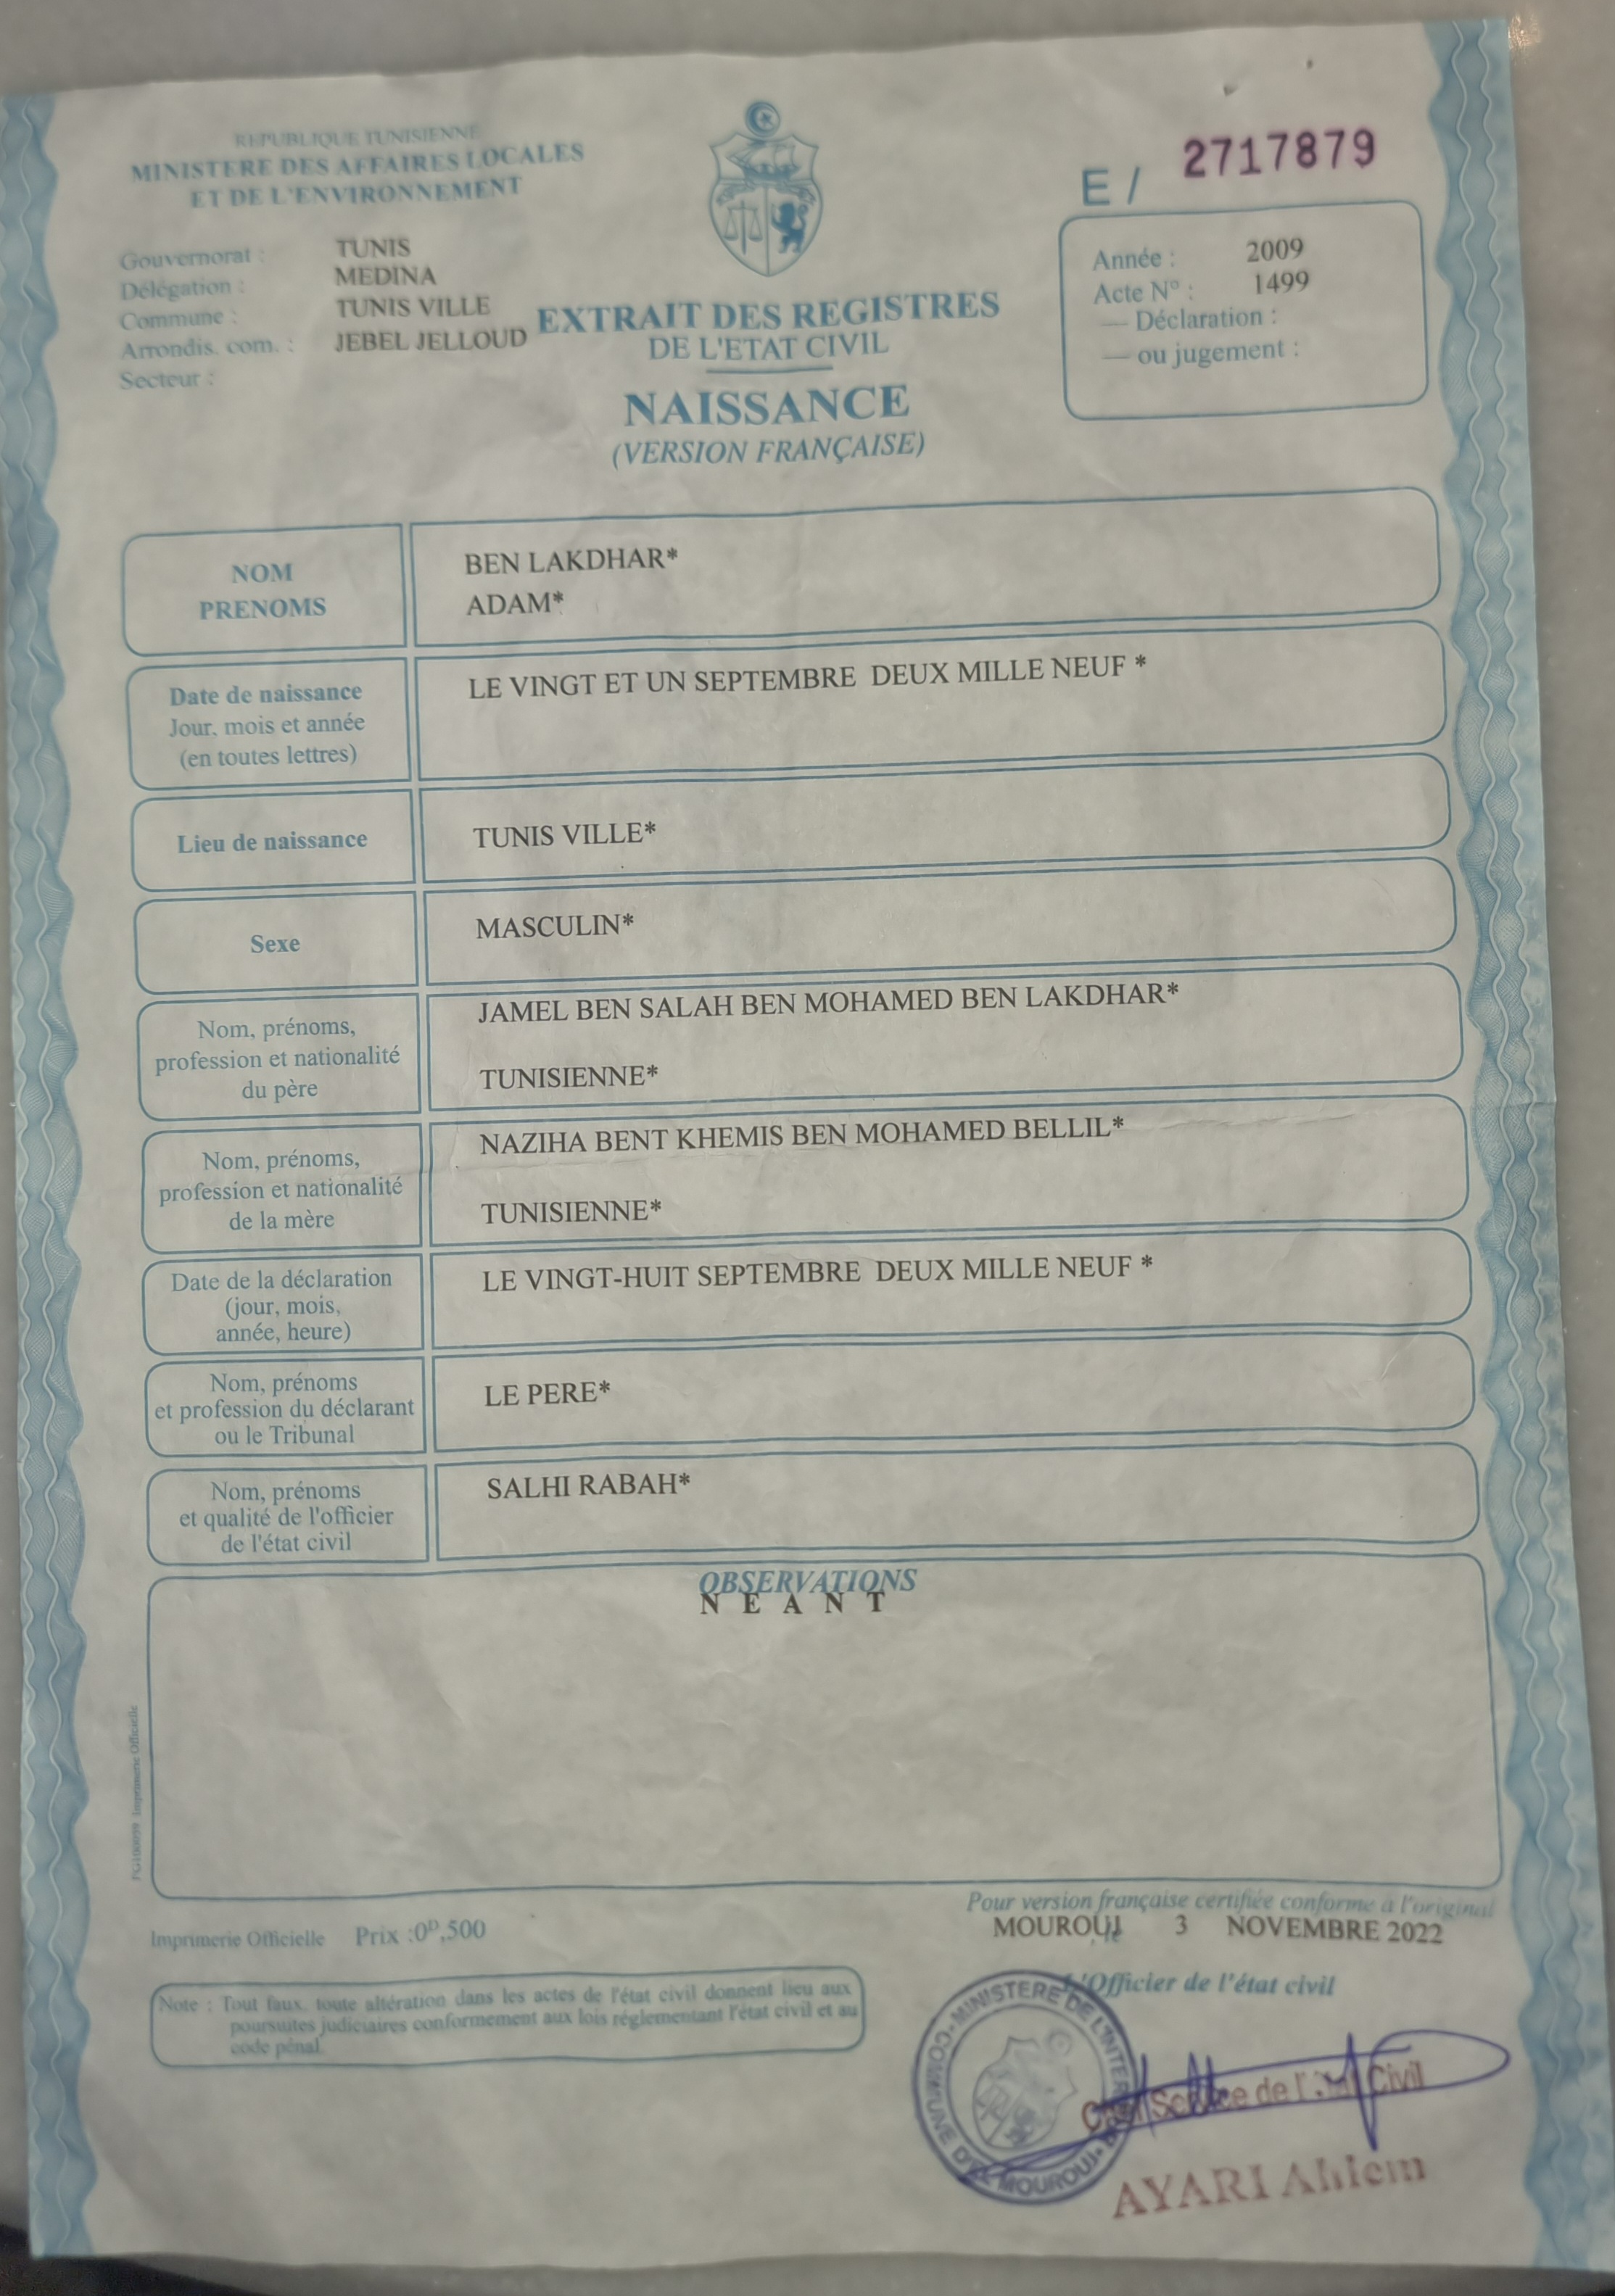 REPUBLIQUE TUNISIENNE
MINISTERE DES AFFAIRES LOCALES
ET DE L'ENVIRONNEMENT
Gouvernorat : TUNIS
Délégation : MEDINA
Commune : TUNIS VILLE
Arrondis. com. : JEBEL JELLOUD
Secteur :
E / 2717879
Année : 2009
Acte N° : 1499
— Déclaration :
— ou jugement :
EXTRAIT DES REGISTRES
DE L'ETAT CIVIL
NAISSANCE
(VERSION FRANÇAISE)
NOM
PRENOMS
BEN LAKDHAR*
ADAM*
Date de naissance
Jour, mois et année
(en toutes lettres)
LE VINGT ET UN SEPTEMBRE DEUX MILLE NEUF *
Lieu de naissance
TUNIS VILLE*
Sexe
MASCULIN*
Nom, prénoms,
profession et nationalité
du père
JAMEL BEN SALAH BEN MOHAMED BEN LAKDHAR*
TUNISIENNE*
Nom, prénoms,
profession et nationalité
de la mère
NAZIHA BENT KHEMIS BEN MOHAMED BELLIL*
TUNISIENNE*
Date de la déclaration
(jour, mois,
année, heure)
LE VINGT-HUIT SEPTEMBRE DEUX MILLE NEUF *
Nom, prénoms
et profession du déclarant
ou le Tribunal
LE PERE*
Nom, prénoms
et qualité de l'officier
de l'état civil
SALHI RABAH*
OBSERVATIONS
N E A N T
Imprimerie Officielle
Imprimerie Officielle Prix :0D,500
Pour version française certifiée conforme à l'original
MOUROUJ 3 NOVEMBRE 2022
L'Officier de l'état civil
Note : Tout faux, toute altération dans les actes de l'état civil donnent lieu aux
poursuites judiciaires conformement aux lois réglementant l'état civil et au
code pénal.
MINISTERE DE L'INTER
COMMUNE D'EL MOUROUJ
Service de l'Etat Civil
AYARI Ahlem